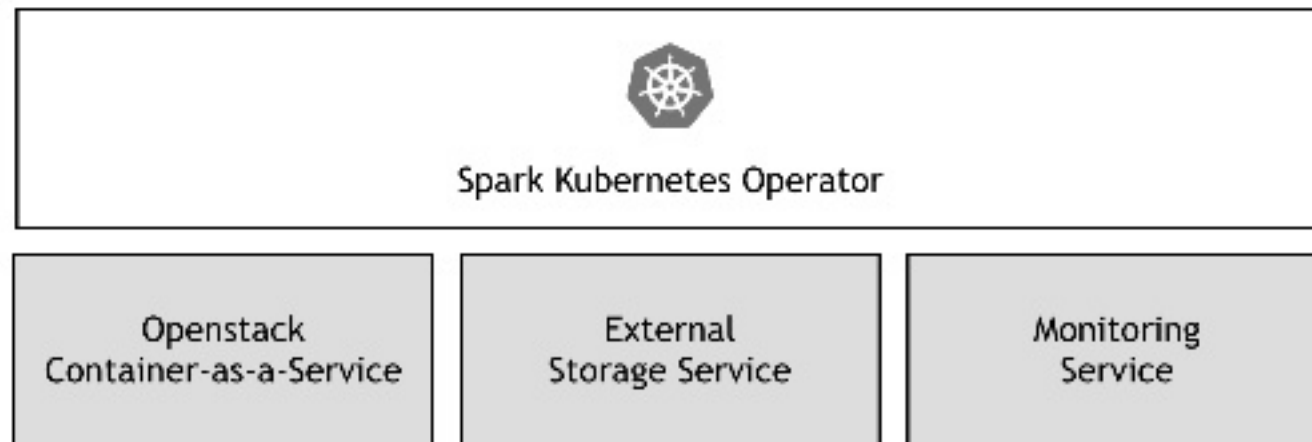 Spark Kubernetes Operator
Openstack
Container-as-a-Service
External
Storage Service
Monitoring
Service